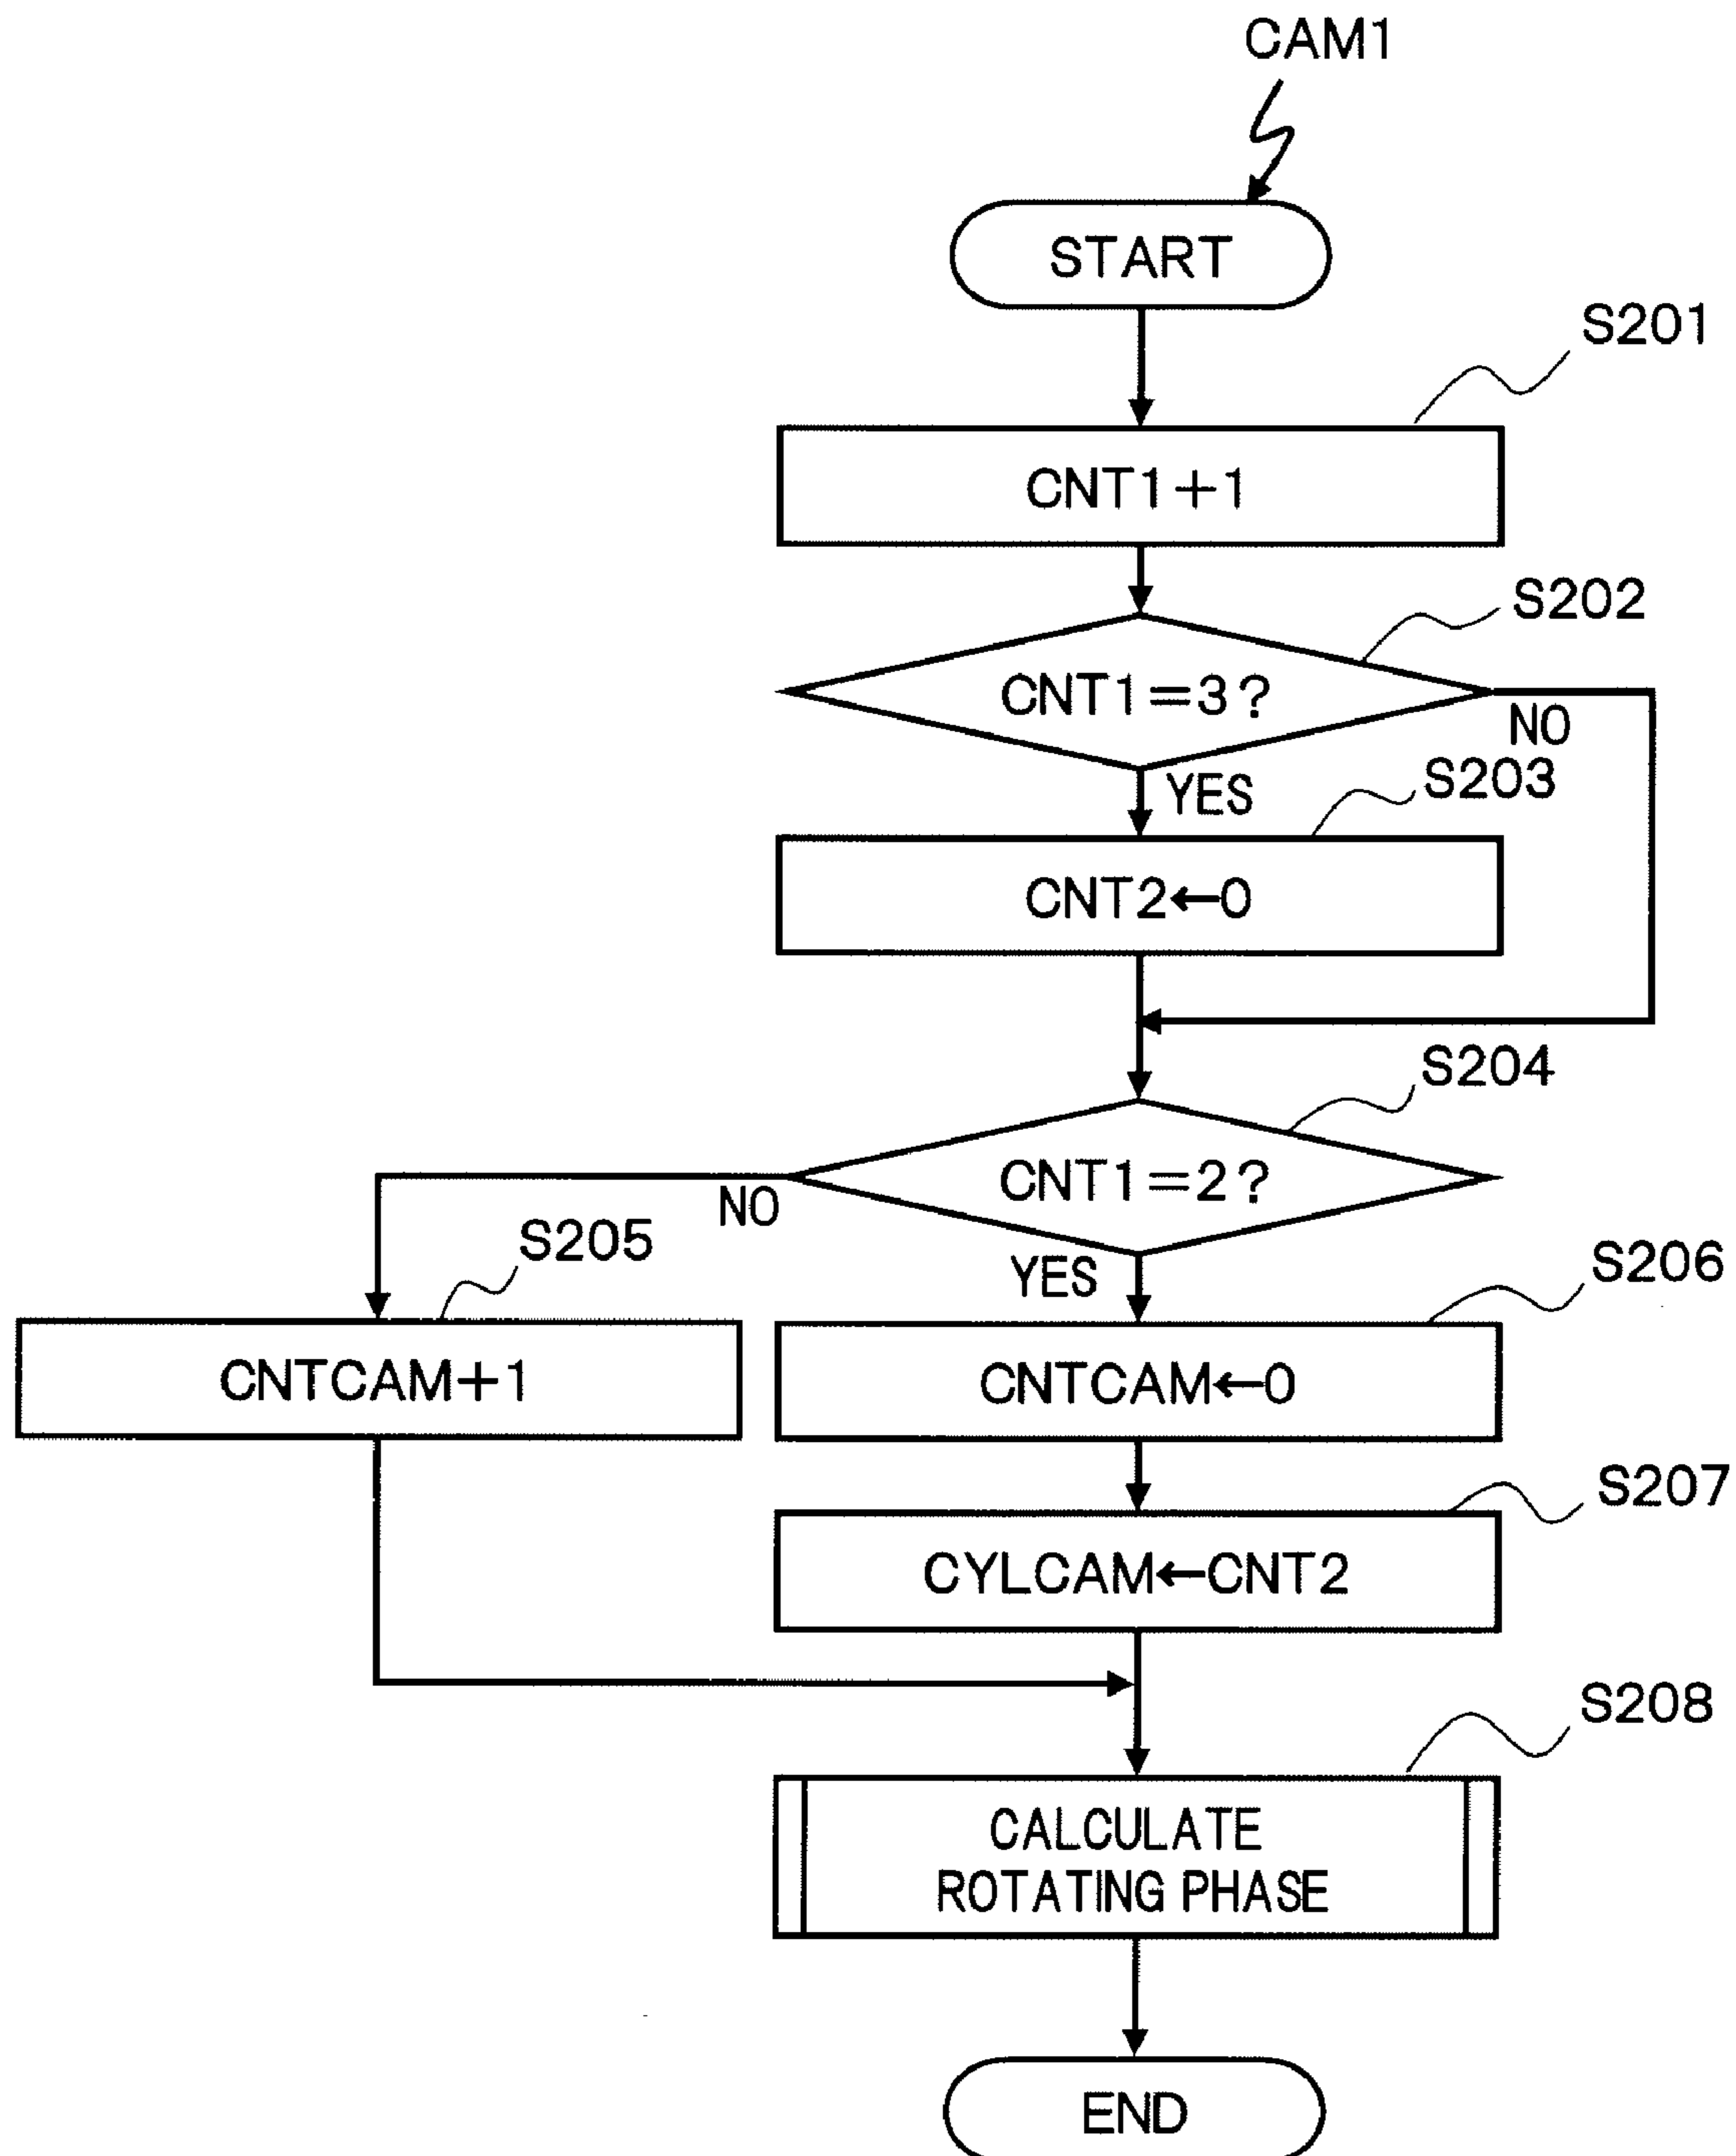 CAM1
START
S201
CNT1+1
S202
CNT1=3?
NO
YES
S203
CNT2←0
S204
CNT1=2?
NO
YES
S205
S206
CNTCAM+1
CNTCAM←0
S207
CYLCAM←CNT2
S208
CALCULATE
ROTATING PHASE
END